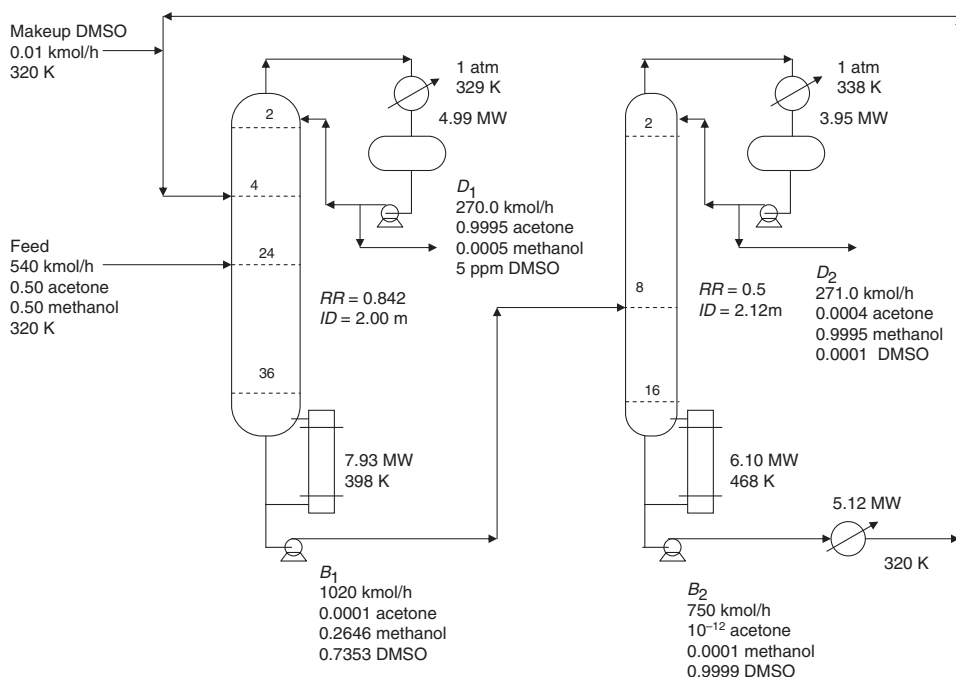 Makeup DMSO
0.01 kmol/h
320 K
1 atm
329 K
4.99 MW
2
4
24
36
Feed
540 kmol/h
0.50 acetone
0.50 methanol
320 K
D1
270.0 kmol/h
0.9995 acetone
0.0005 methanol
5 ppm DMSO
RR = 0.842
ID = 2.00 m
7.93 MW
398 K
B1
1020 kmol/h
0.0001 acetone
0.2646 methanol
0.7353 DMSO
1 atm
338 K
3.95 MW
2
8
16
D2
271.0 kmol/h
0.0004 acetone
0.9995 methanol
0.0001 DMSO
RR = 0.5
ID = 2.12m
6.10 MW
468 K
5.12 MW
320 K
B2
750 kmol/h
10⁻¹² acetone
0.0001 methanol
0.9999 DMSO